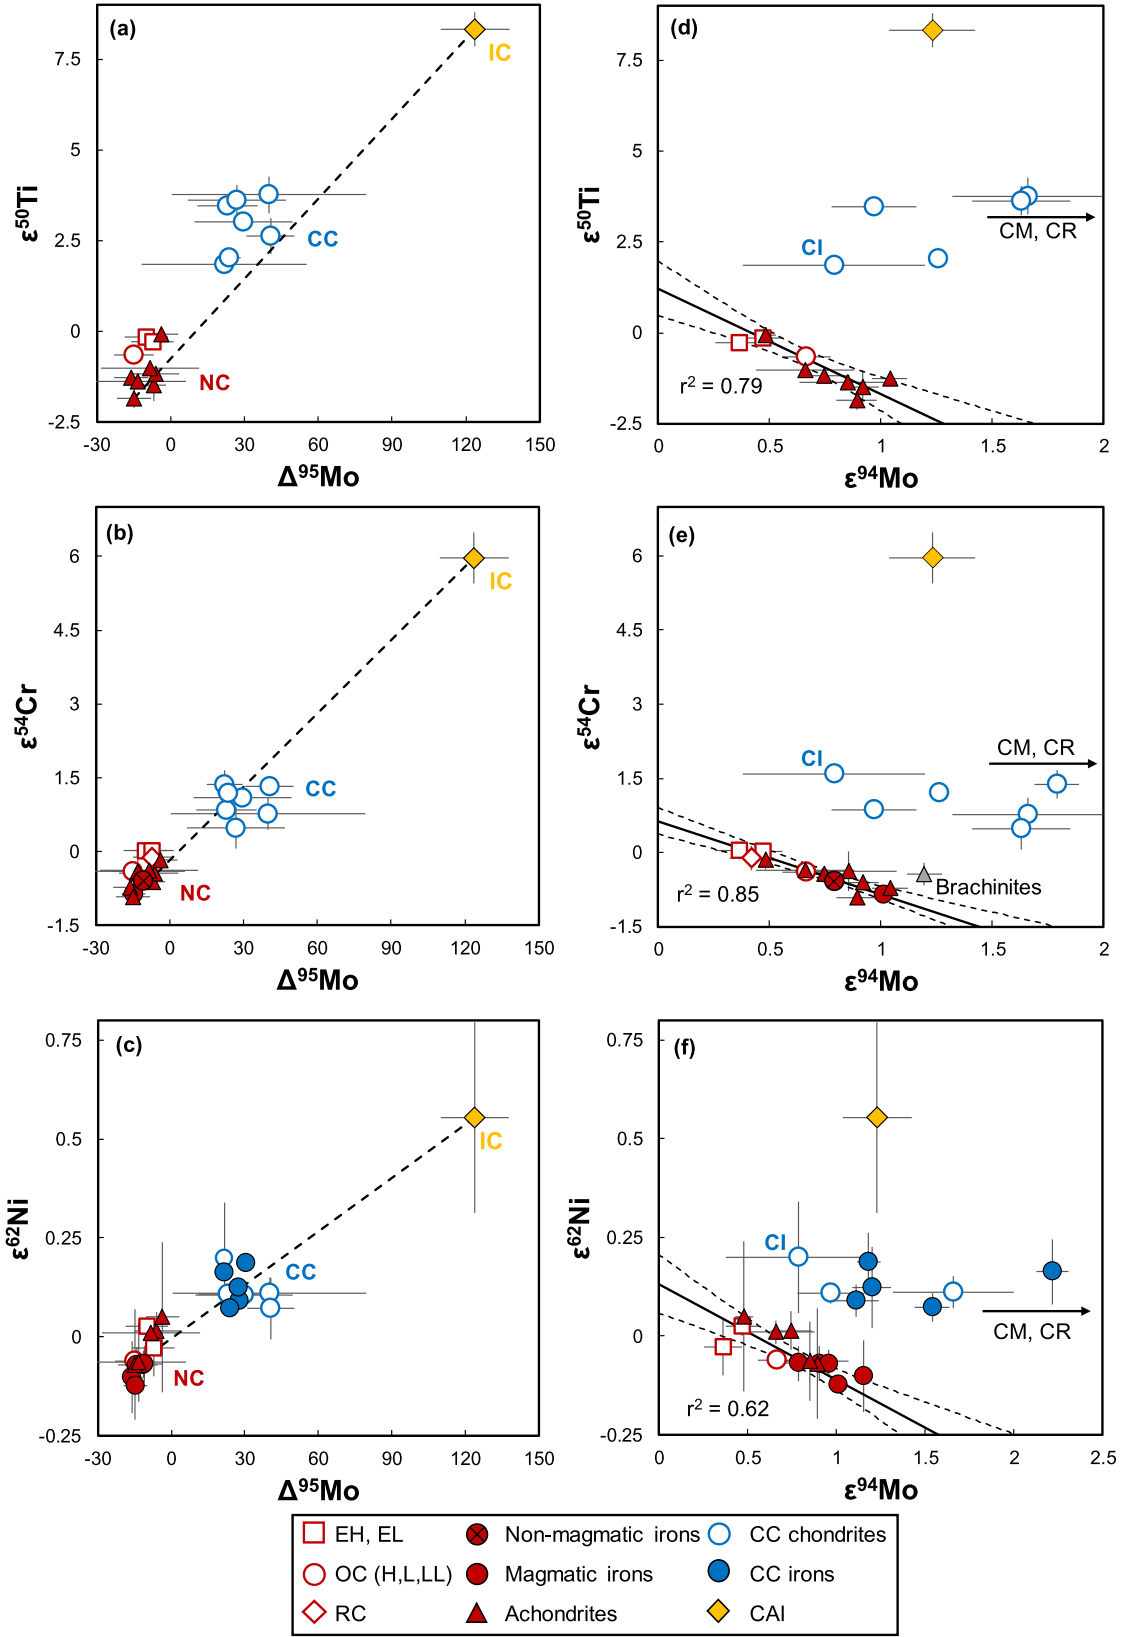 (a)
7.5
5
2.5
0
-2.5
ε⁵⁰Ti
IC
CC
NC
-30 0 30 60 90 120 150
Δ⁹⁵Mo
(d)
7.5
5
2.5
0
-2.5
ε⁵⁰Ti
CI
CM, CR
r² = 0.79
0 0.5 1 1.5 2
ε⁹⁴Mo
(b)
6
4.5
3
1.5
0
-1.5
ε⁵⁴Cr
IC
CC
NC
-30 0 30 60 90 120 150
Δ⁹⁵Mo
(e)
6
4.5
3
1.5
0
-1.5
ε⁵⁴Cr
CM, CR
CI
Brachinites
r² = 0.85
0 0.5 1 1.5 2
ε⁹⁴Mo
(c)
0.75
0.5
0.25
0
-0.25
ε⁶²Ni
IC
CC
NC
-30 0 30 60 90 120 150
Δ⁹⁵Mo
(f)
0.75
0.5
0.25
0
-0.25
ε⁶²Ni
CI
CM, CR
r² = 0.62
0 0.5 1 1.5 2 2.5
ε⁹⁴Mo
EH, EL Non-magmatic irons CC chondrites
OC (H,L,LL) Magmatic irons CC irons
RC Achondrites CAI